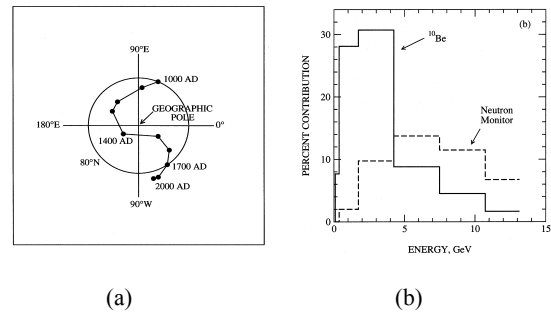 90°E
1000 AD
GEOGRAPHIC
POLE
180°E
0°
1400 AD
80°N
1700 AD
2000 AD
90°W
(a)
(b)
30
20
10
0
PERCENT CONTRIBUTION
¹⁰Be
Neutron
Monitor
0
5
10
15
ENERGY, GeV
(b)